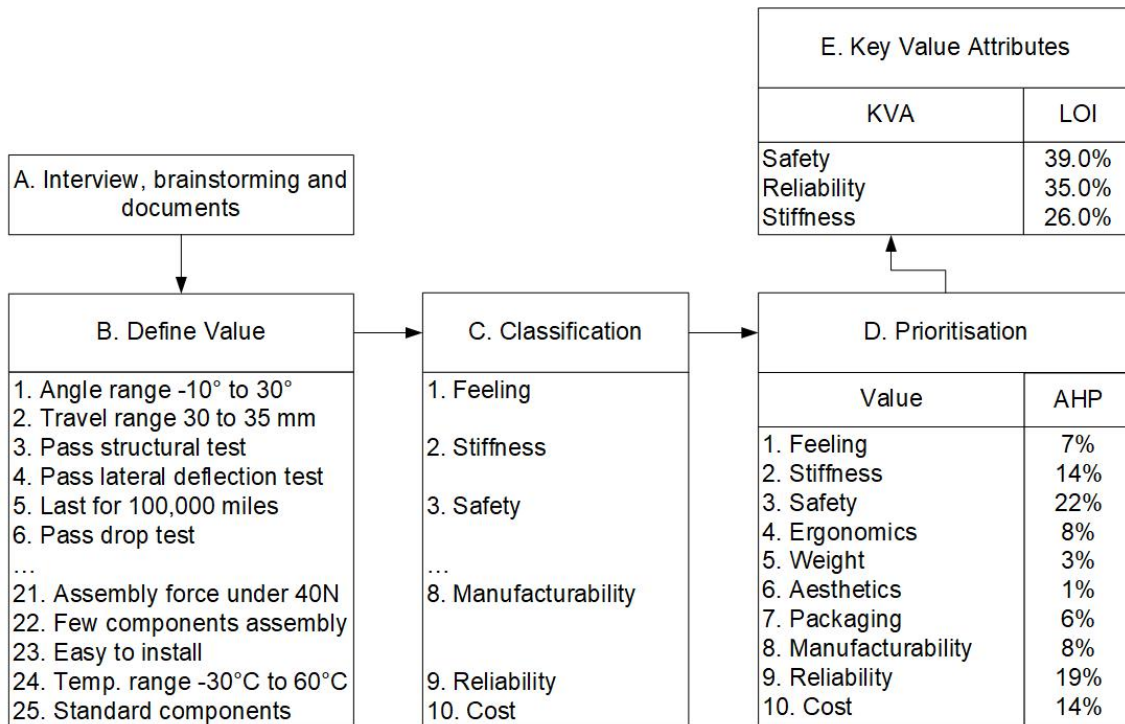 E. Key Value Attributes
KVA LOI
Safety 39.0%
Reliability 35.0%
Stiffness 26.0%
A. Interview, brainstorming and
documents
B. Define Value
1. Angle range -10° to 30°
2. Travel range 30 to 35 mm
3. Pass structural test
4. Pass lateral deflection test
5. Last for 100,000 miles
6. Pass drop test
...
21. Assembly force under 40N
22. Few components assembly
23. Easy to install
24. Temp. range -30°C to 60°C
25. Standard components
C. Classification
1. Feeling
2. Stiffness
3. Safety
...
8. Manufacturability
9. Reliability
10. Cost
D. Prioritisation
Value AHP
1. Feeling 7%
2. Stiffness 14%
3. Safety 22%
4. Ergonomics 8%
5. Weight 3%
6. Aesthetics 1%
7. Packaging 6%
8. Manufacturability 8%
9. Reliability 19%
10. Cost 14%